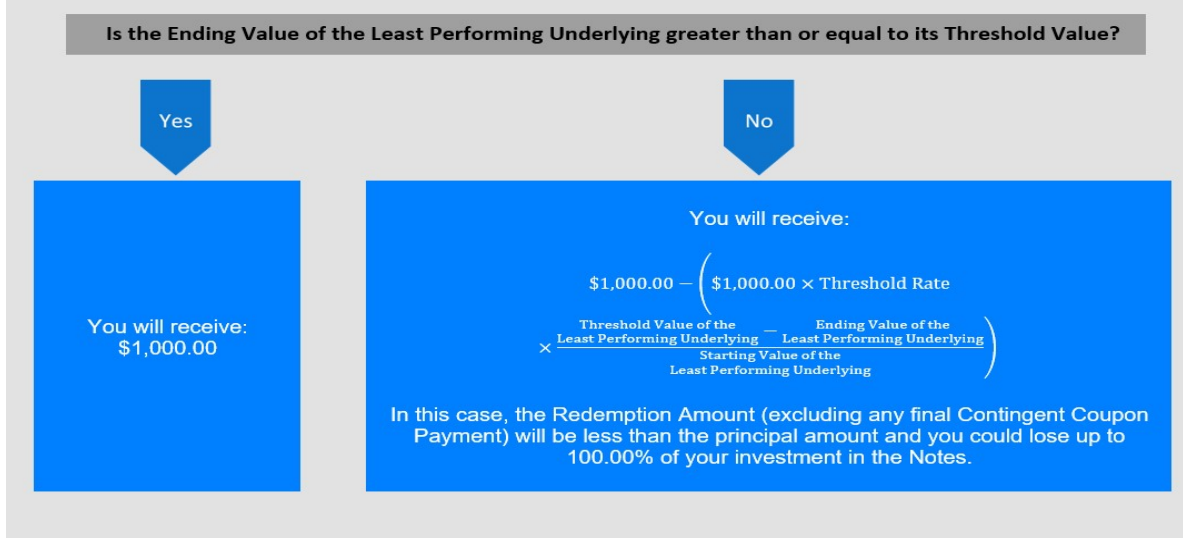 Is the Ending Value of the Least Performing Underlying greater than or equal to its Threshold Value?
Yes
No
You will receive:
$1,000.00
You will receive:
$1,000.00 − ($1,000.00 × Threshold Rate
Threshold Value of the Ending Value of the
× Least Performing Underlying − Least Performing Underlying)
Starting Value of the
Least Performing Underlying
In this case, the Redemption Amount (excluding any final Contingent Coupon
Payment) will be less than the principal amount and you could lose up to
100.00% of your investment in the Notes.